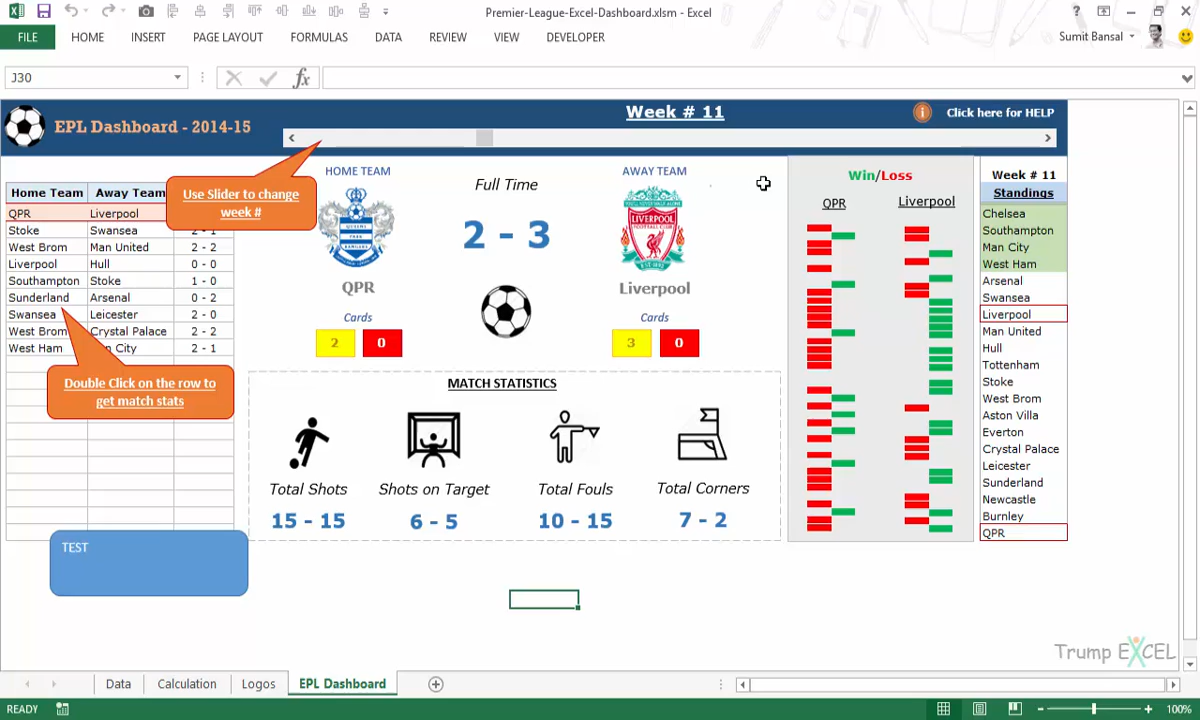 Premier-League-Excel-Dashboard.xlsm - Excel
FILE HOME INSERT PAGE LAYOUT FORMULAS DATA REVIEW VIEW DEVELOPER Sumit Bansal
J30 fx
EPL Dashboard - 2014-15
Week # 11
Click here for HELP
Use Slider to change
week #
Home Team Away Team
QPR Liverpool
Stoke Swansea 2 - 1
West Brom Man United 2 - 2
Liverpool Hull 0 - 0
Southampton Stoke 1 - 0
Sunderland Arsenal 0 - 2
Swansea Leicester 2 - 0
West Brom Crystal Palace 2 - 2
West Ham City 2 - 1
Double Click on the row to
get match stats
TEST
HOME TEAM
QPR
Cards
2 0
Full Time
2 - 3
AWAY TEAM
LIVERPOOL
FOOTBALL CLUB
Liverpool
Cards
3 0
MATCH STATISTICS
Total Shots Shots on Target Total Fouls Total Corners
15 - 15 6 - 5 10 - 15 7 - 2
Win/Loss
QPR Liverpool
Week # 11
Standings
Chelsea
Southampton
Man City
West Ham
Arsenal
Swansea
Liverpool
Man United
Hull
Tottenham
Stoke
West Brom
Aston Villa
Everton
Crystal Palace
Leicester
Sunderland
Newcastle
Burnley
QPR
Trump EXCEL
Data Calculation Logos EPL Dashboard
READY 100%